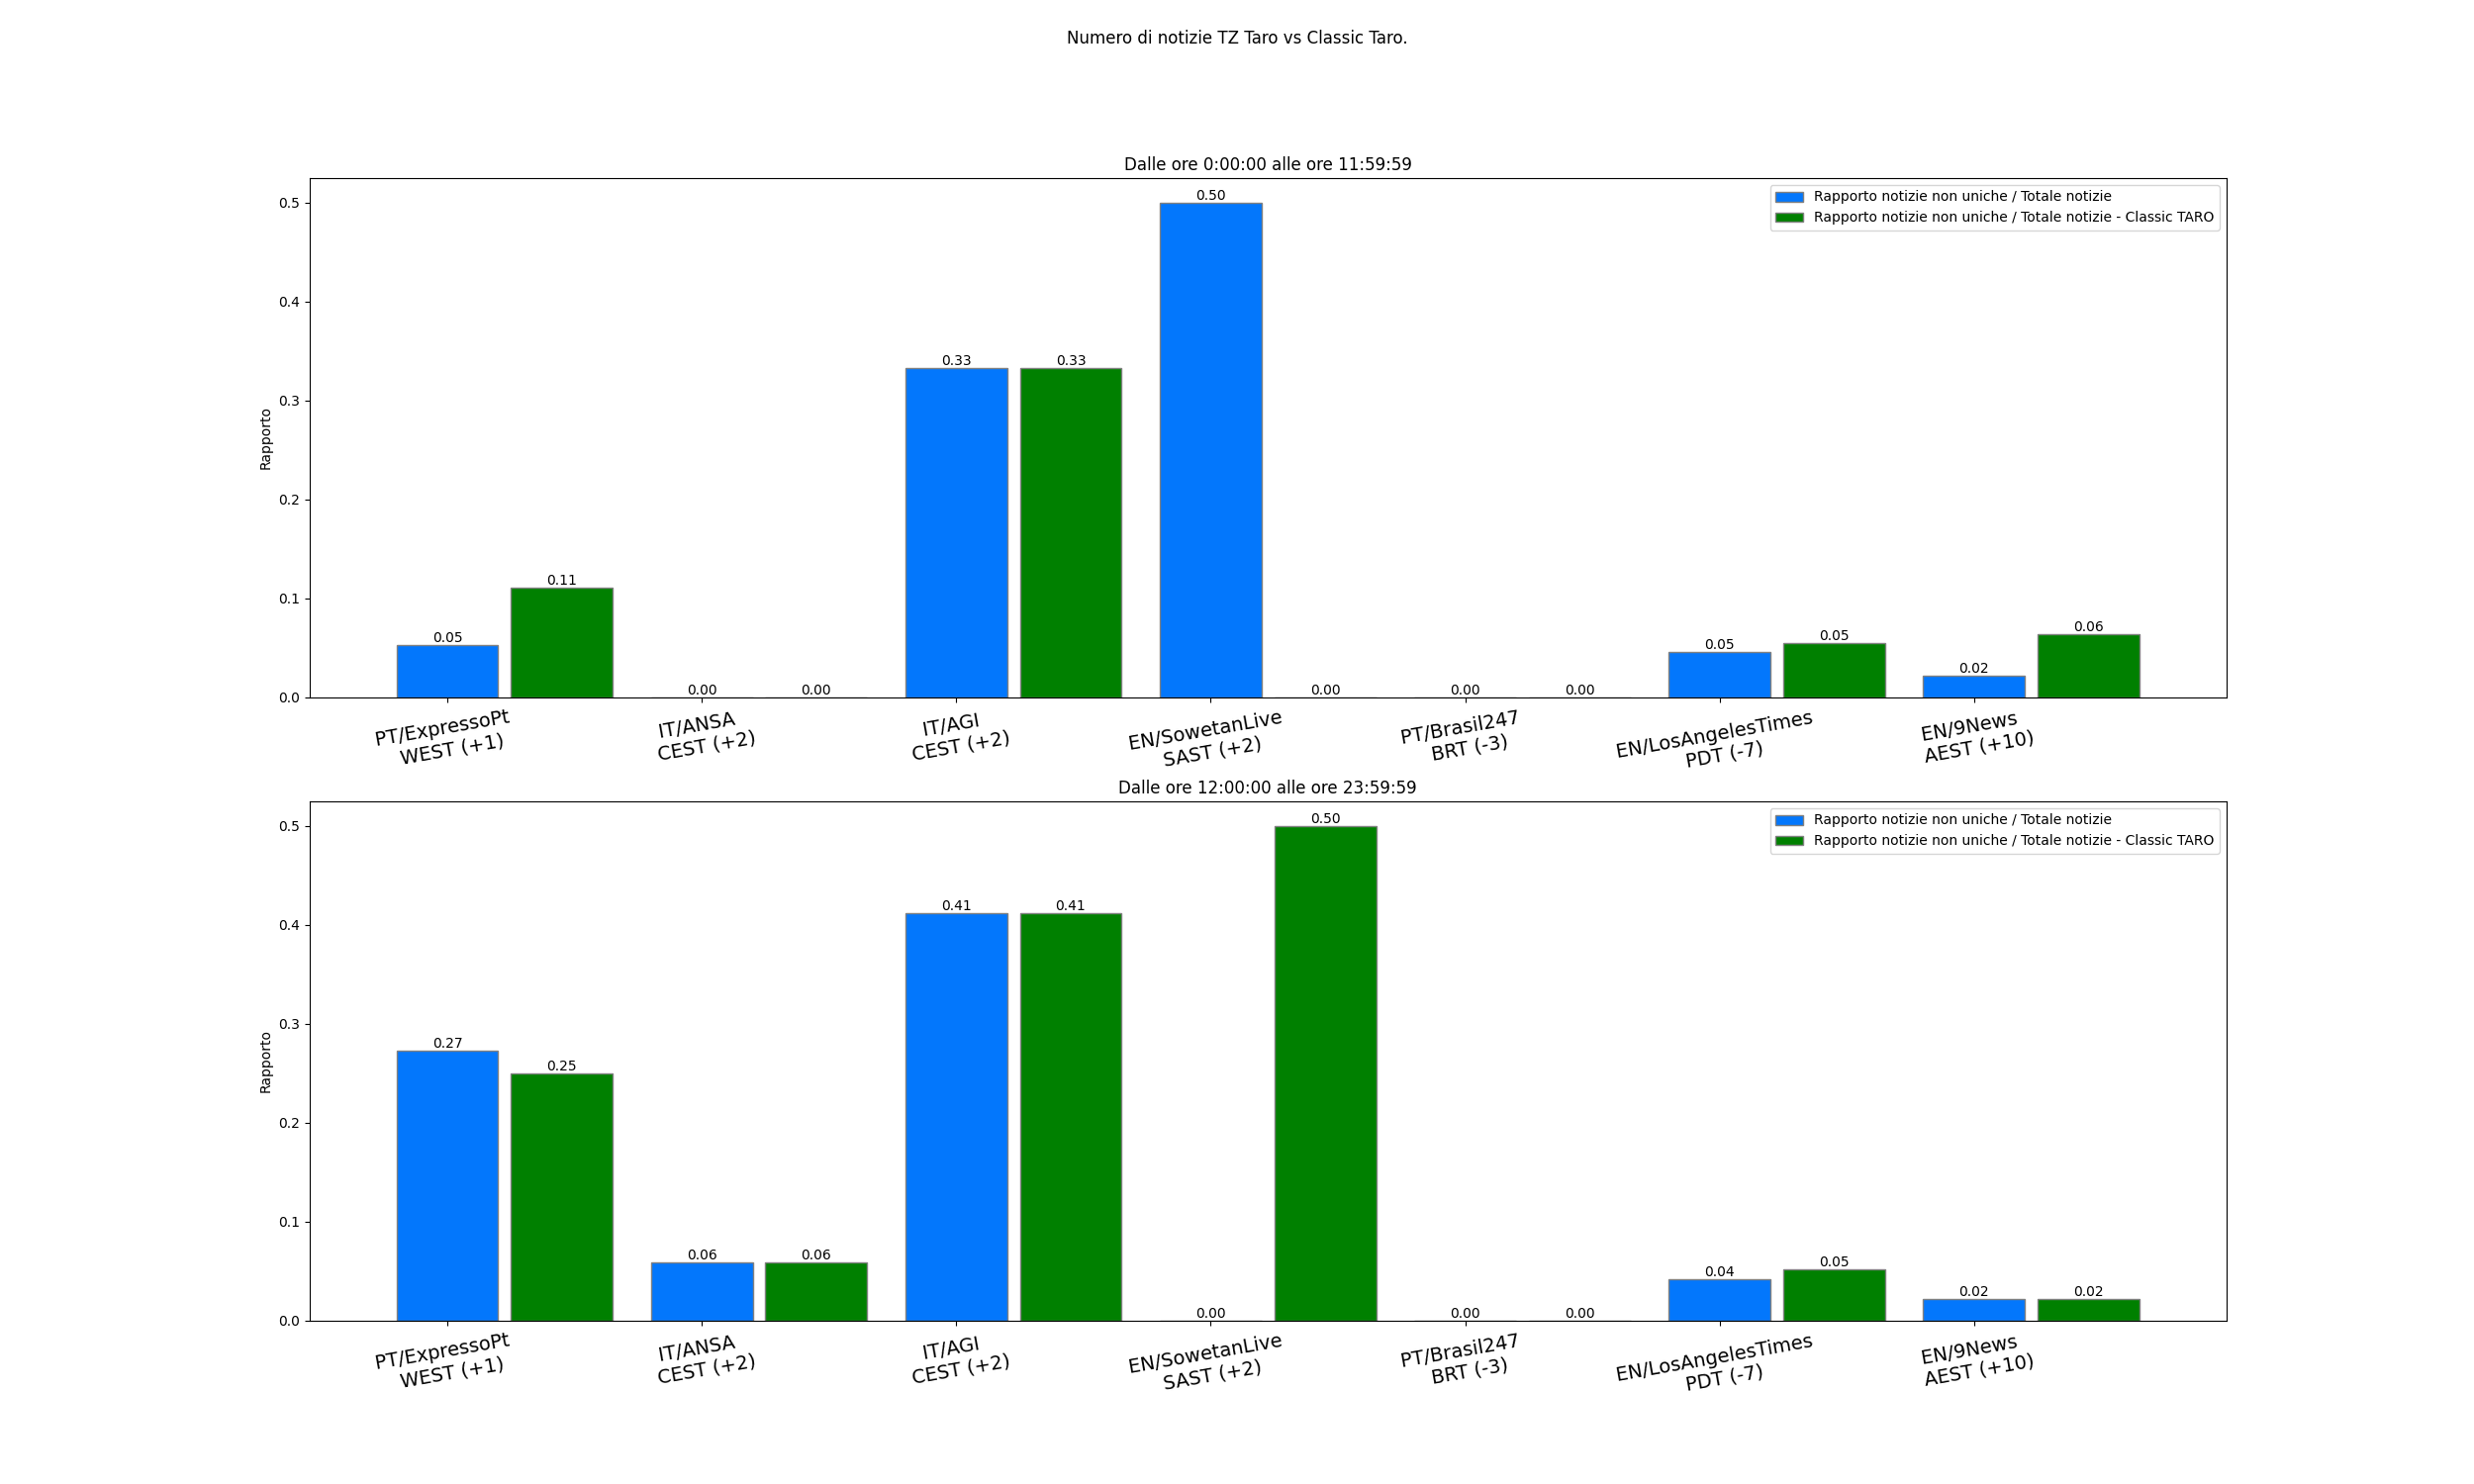 Numero di notizie TZ Taro vs Classic Taro.
Dalle ore 0:00:00 alle ore 11:59:59
Rapporto notizie non uniche / Totale notizie
Rapporto notizie non uniche / Totale notizie - Classic TARO
Rapporto
0.5
0.4
0.3
0.2
0.1
0.0
0.05
0.11
0.00
0.00
0.33
0.33
0.50
0.00
0.00
0.00
0.05
0.05
0.02
0.06
PT/ExpressoPt
WEST (+1)
IT/ANSA
CEST (+2)
IT/AGI
CEST (+2)
EN/SowetanLive
SAST (+2)
PT/Brasil247
BRT (-3)
EN/LosAngelesTimes
PDT (-7)
EN/9News
AEST (+10)
Dalle ore 12:00:00 alle ore 23:59:59
Rapporto notizie non uniche / Totale notizie
Rapporto notizie non uniche / Totale notizie - Classic TARO
Rapporto
0.5
0.4
0.3
0.2
0.1
0.0
0.27
0.25
0.06
0.06
0.41
0.41
0.00
0.50
0.00
0.00
0.04
0.05
0.02
0.02
PT/ExpressoPt
WEST (+1)
IT/ANSA
CEST (+2)
IT/AGI
CEST (+2)
EN/SowetanLive
SAST (+2)
PT/Brasil247
BRT (-3)
EN/LosAngelesTimes
PDT (-7)
EN/9News
AEST (+10)